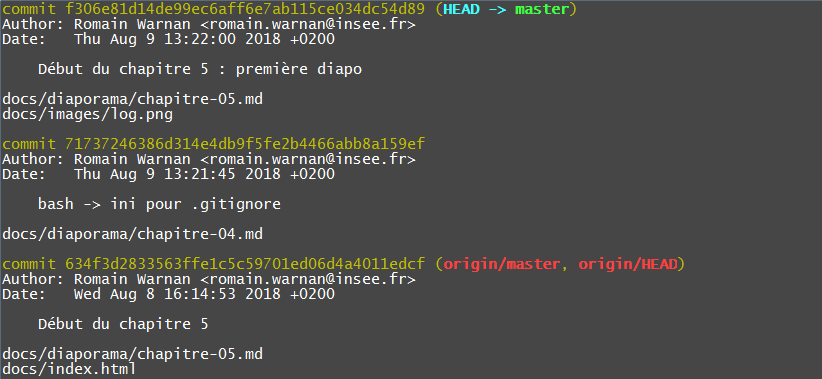 commit f306e81d14de99ec6aff6e7ab115ce034dc54d89 (HEAD -> master)
Author: Romain Warnan <romain.warnan@insee.fr>
Date:   Thu Aug 9 13:22:00 2018 +0200
Début du chapitre 5 : première diapo
docs/diaporama/chapitre-05.md
docs/images/log.png
commit 71737246386d314e4db9f5fe2b4466abb8a159ef
Author: Romain Warnan <romain.warnan@insee.fr>
Date:   Thu Aug 9 13:21:45 2018 +0200
bash -> ini pour .gitignore
docs/diaporama/chapitre-04.md
commit 634f3d2833563ffe1c5c59701ed06d4a4011edcf (origin/master, origin/HEAD)
Author: Romain Warnan <romain.warnan@insee.fr>
Date:   Wed Aug 8 16:14:53 2018 +0200
Début du chapitre 5
docs/diaporama/chapitre-05.md
docs/index.html